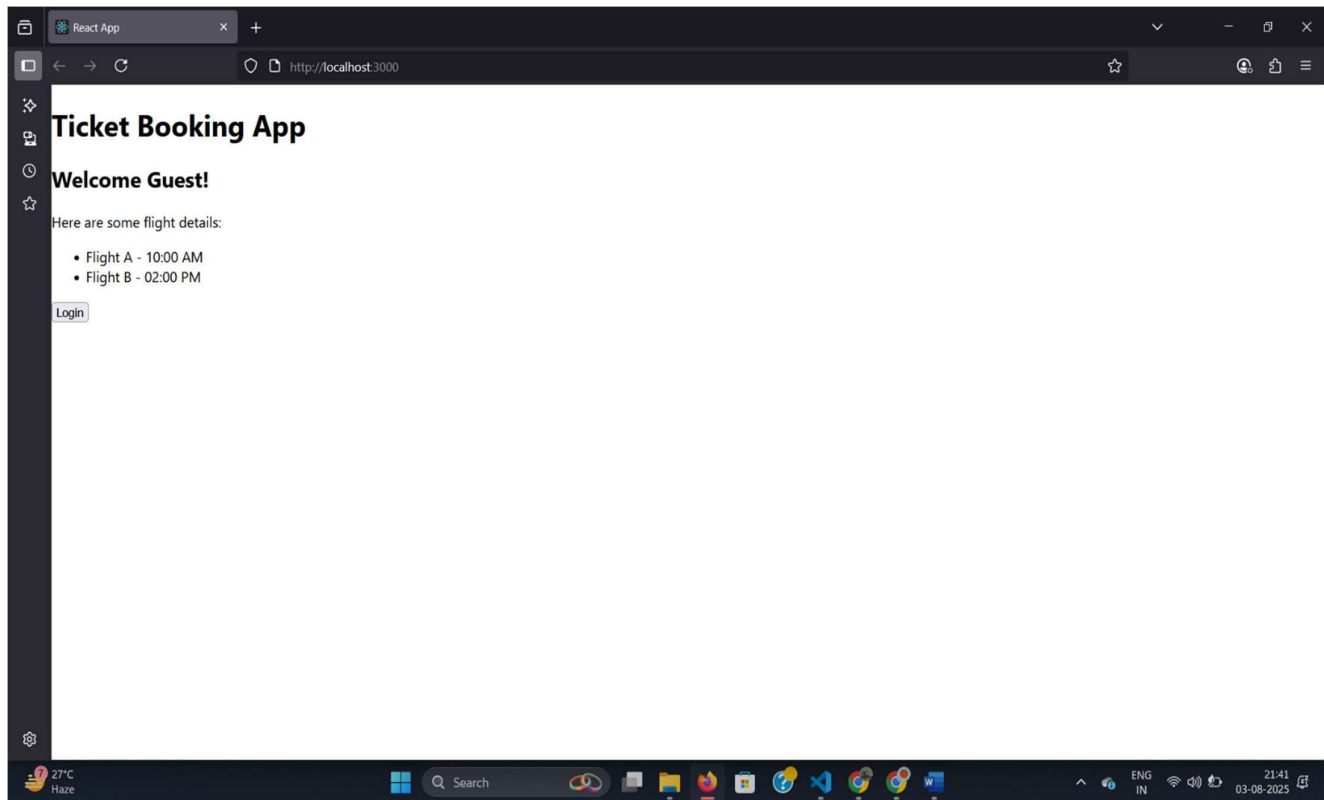 React App
http://localhost:3000
Ticket Booking App
Welcome Guest!
Here are some flight details:
• Flight A - 10:00 AM
• Flight B - 02:00 PM
Login
7
27°C
Haze
Search
ENG
IN
21:41
03-08-2025